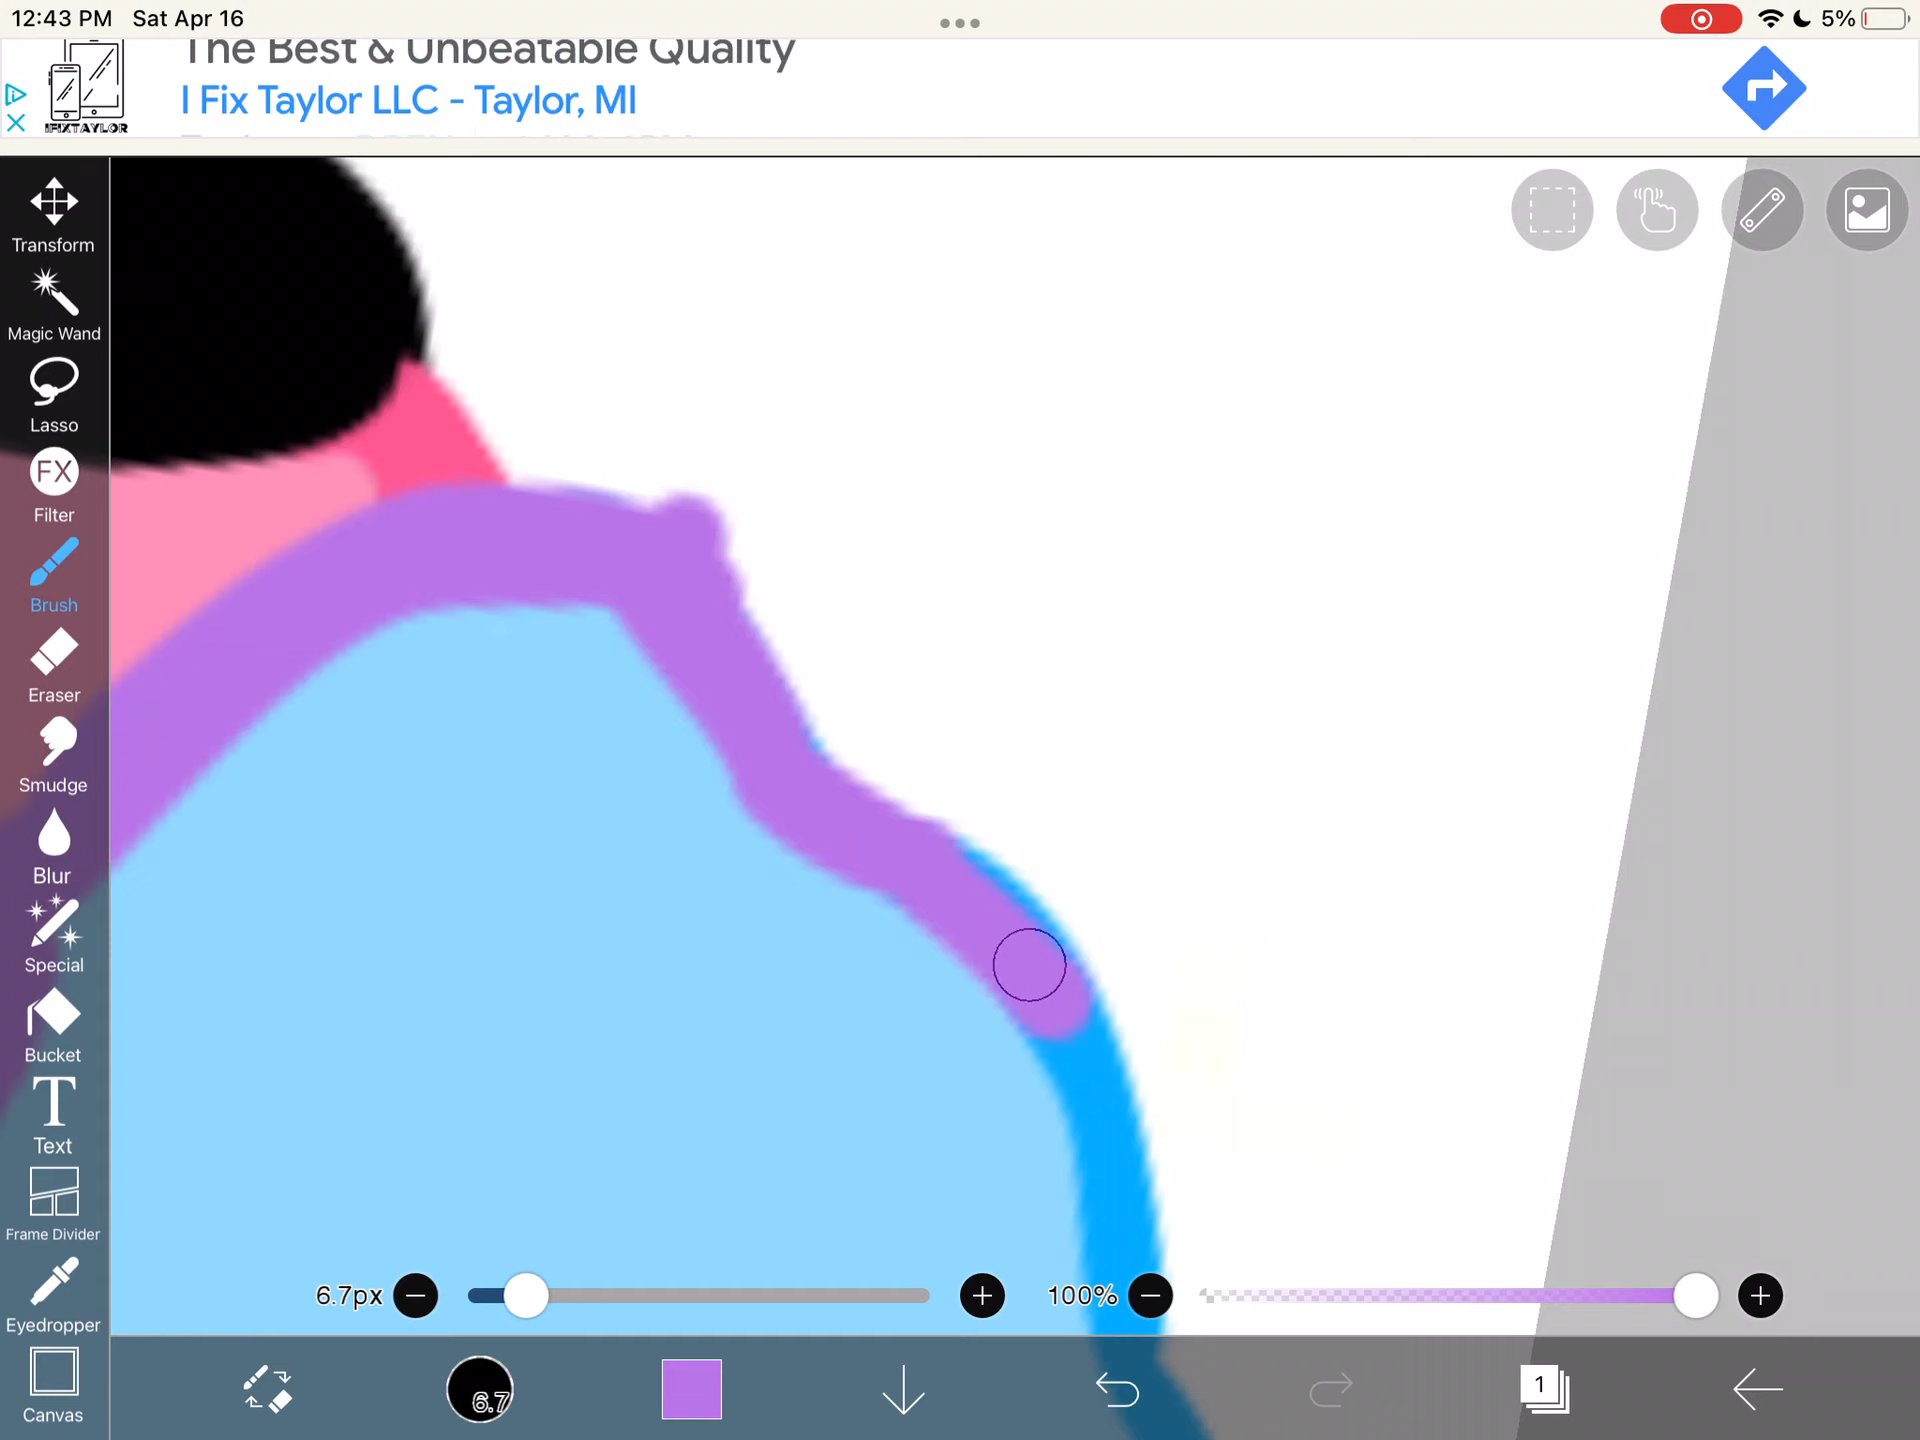 12:43 PM Sat Apr 16
5%
The Best & Unbeatable Quality
I Fix Taylor LLC - Taylor, MI
IFIXTAYLOR
Transform
Magic Wand
Lasso
FX
Filter
Brush
Eraser
Smudge
Blur
Special
Bucket
T
Text
Frame Divider
Eyedropper
Canvas
6.7px
100%
6.7
1